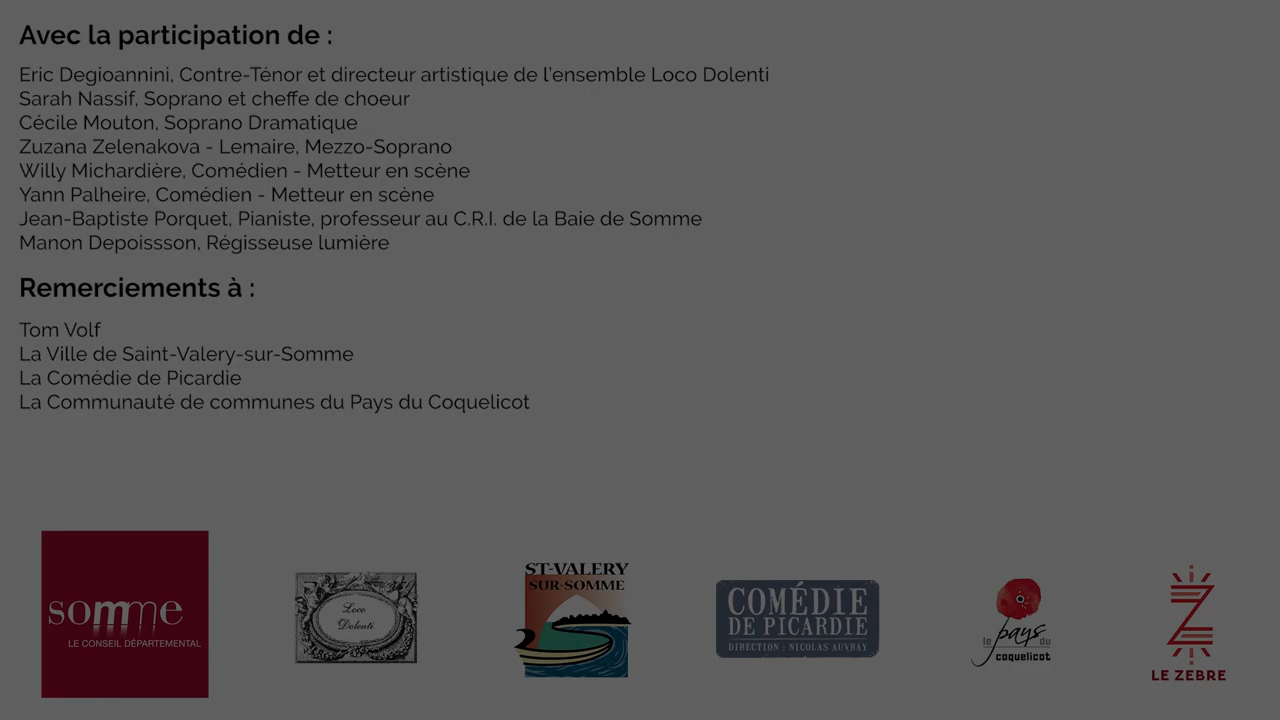 Avec la participation de :
Eric Degioannini, Contre-Ténor et directeur artistique de l'ensemble Loco Dolenti
Sarah Nassif, Soprano et cheffe de choeur
Cécile Mouton, Soprano Dramatique
Zuzana Zelenakova - Lemaire, Mezzo-Soprano
Willy Michardière, Comédien - Metteur en scène
Yann Palheire, Comédien - Metteur en scène
Jean-Baptiste Porquet, Pianiste, professeur au C.R.I. de la Baie de Somme
Manon Depoissson, Régisseuse lumière
Remerciements à :
Tom Volf
La Ville de Saint-Valery-sur-Somme
La Comédie de Picardie
La Communauté de communes du Pays du Coquelicot
somme
LE CONSEIL DÉPARTEMENTAL
Loco
Dolenti
ST-VALERY
SUR-SOMME
COMÉDIE
DE PICARDIE
DIRECTION : NICOLAS AUXRAY
le pays du
coquelicot
Z
LE ZEBRE